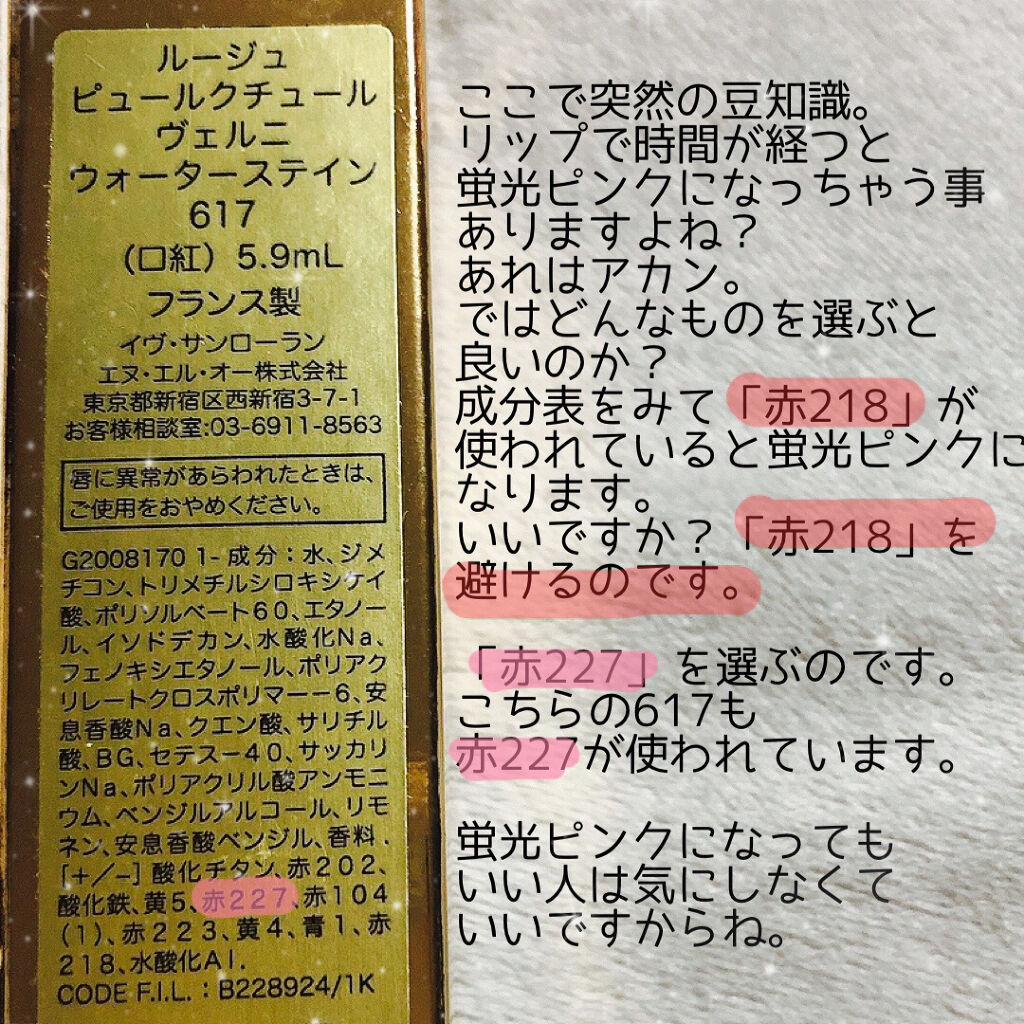 ルージュ
ピュールクチュール
ヴェルニ
ウォーターステイン
617
（口紅）5.9mL
フランス製
イヴ・サンローラン
エヌ・エル・オー株式会社
東京都新宿区西新宿3-7-1
お客様相談室:03-6911-8563
唇に異常があらわれたときは、
ご使用をおやめください。
G2008170 1- 成分：水、ジメ
チコン、トリメチルシロキシケイ
酸、ポリソルベート60、エタノー
ル、イソドデカン、水酸化Na、
フェノキシエタノール、ポリアク
リレートクロスポリマー-6、安
息香酸Na、クエン酸、サリチル
酸、BG、セテス-40、サッカリ
ンNa、ポリアクリル酸アンモニ
ウム、ベンジルアルコール、リモ
ネン、安息香酸ベンジル、香料.
[+/-] 酸化チタン、赤202、
酸化鉄、黄5、赤227、赤104
(1)、赤223、黄4、青1、赤
218、水酸化Al.
CODE F.I.L.：B228924/1K
ここで突然の豆知識。
リップで時間が経つと
蛍光ピンクになっちゃう事
ありますよね？
あれはアカン。
ではどんなものを選ぶと
良いのか？
成分表をみて「赤218」が
使われていると蛍光ピンクに
なります。
いいですか？「赤218」を
避けるのです。
「赤227」を選ぶのです。
こちらの617も
赤227が使われています。
蛍光ピンクになっても
いい人は気にしなくて
いいですからね。